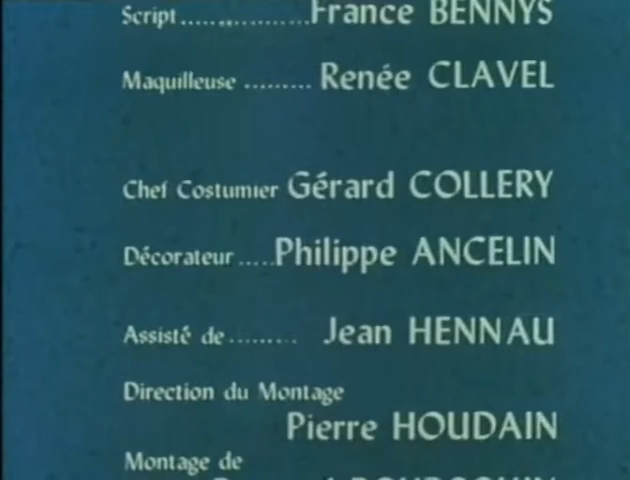 Script.................France BENNYS
Maquilleuse ......... Renée CLAVEL
Chef Costumier Gérard COLLERY
Décorateur.....Philippe ANCELIN
Assisté de......... Jean HENNAU
Direction du Montage
Pierre HOUDAIN
Montage de